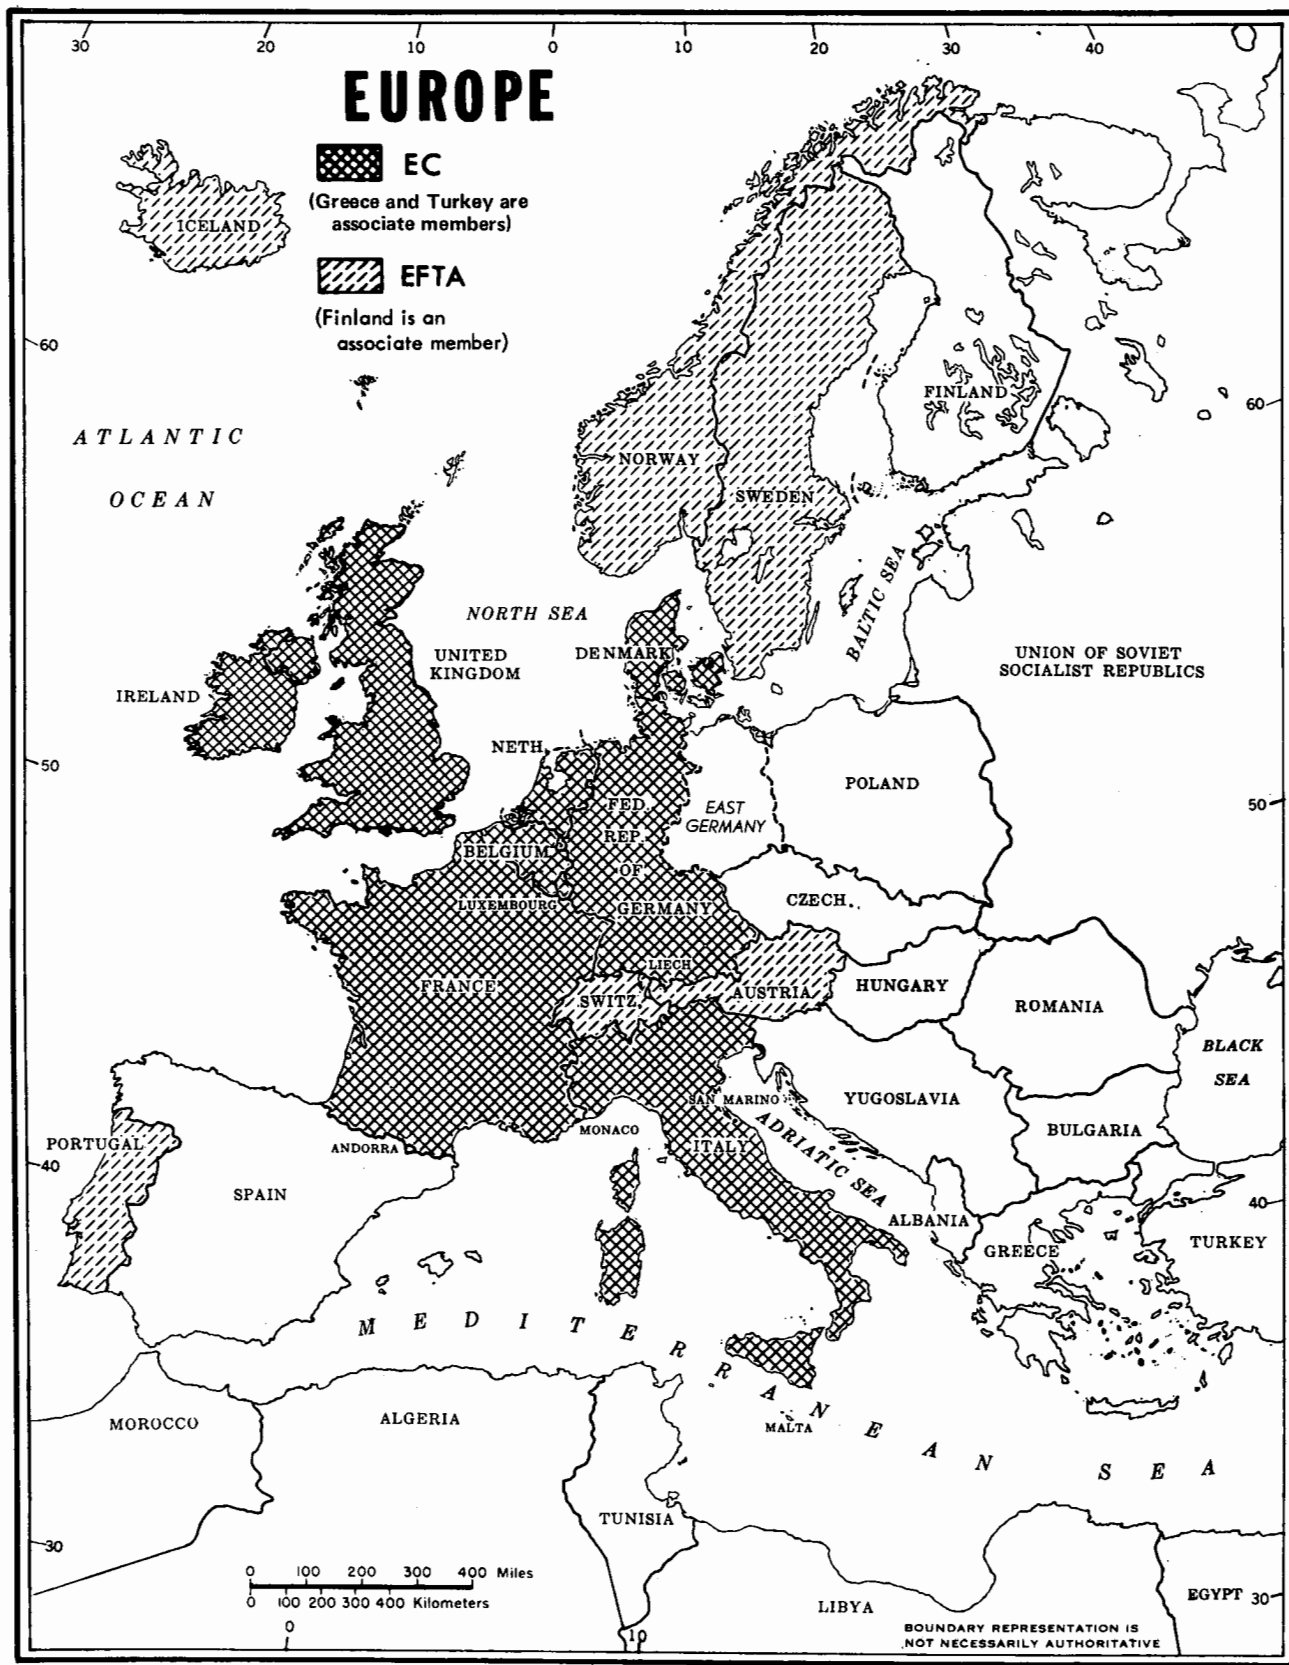 30 20 10 0 10 20 30 40
EUROPE
EC
(Greece and Turkey are
associate members)
ICELAND
EFTA
(Finland is an
associate member)
60
FINLAND
60
ATLANTIC
OCEAN
NORWAY
SWEDEN
BALTIC SEA
NORTH SEA
DENMARK
UNITED
KINGDOM
UNION OF SOVIET
SOCIALIST REPUBLICS
IRELAND
NETH.
50
POLAND
50
FED.
REP.
OF
GERMANY
EAST
GERMANY
BELGIUM
LUXEMBOURG
CZECH.
LIECH
FRANCE
SWITZ.
AUSTRIA
HUNGARY
ROMANIA
BLACK
SEA
SAN MARINO
YUGOSLAVIA
ADRIATIC SEA
MONACO
BULGARIA
PORTUGAL
ANDORRA
ITALY
40
SPAIN
40
ALBANIA
GREECE
TURKEY
MEDITERRANEAN SEA
MOROCCO
ALGERIA
MALTA
TUNISIA
30
0 100 200 300 400 Miles
0 100 200 300 400 Kilometers
LIBYA
EGYPT
30
0 10
BOUNDARY REPRESENTATION IS
NOT NECESSARILY AUTHORITATIVE